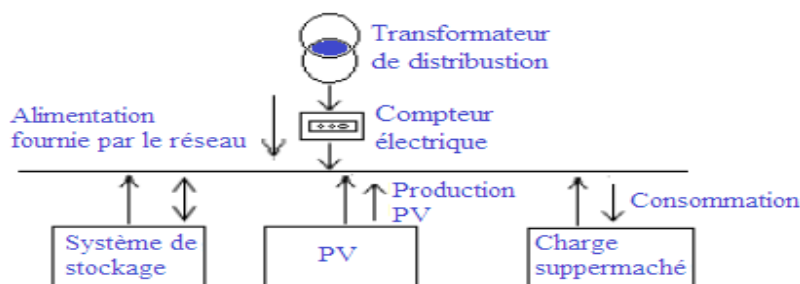 Transformateur
de distribustion
Alimentation
fournie par le réseau
Compteur
électrique
Production
PV
Consommation
Système de
stockage
PV
Charge
suppermaché